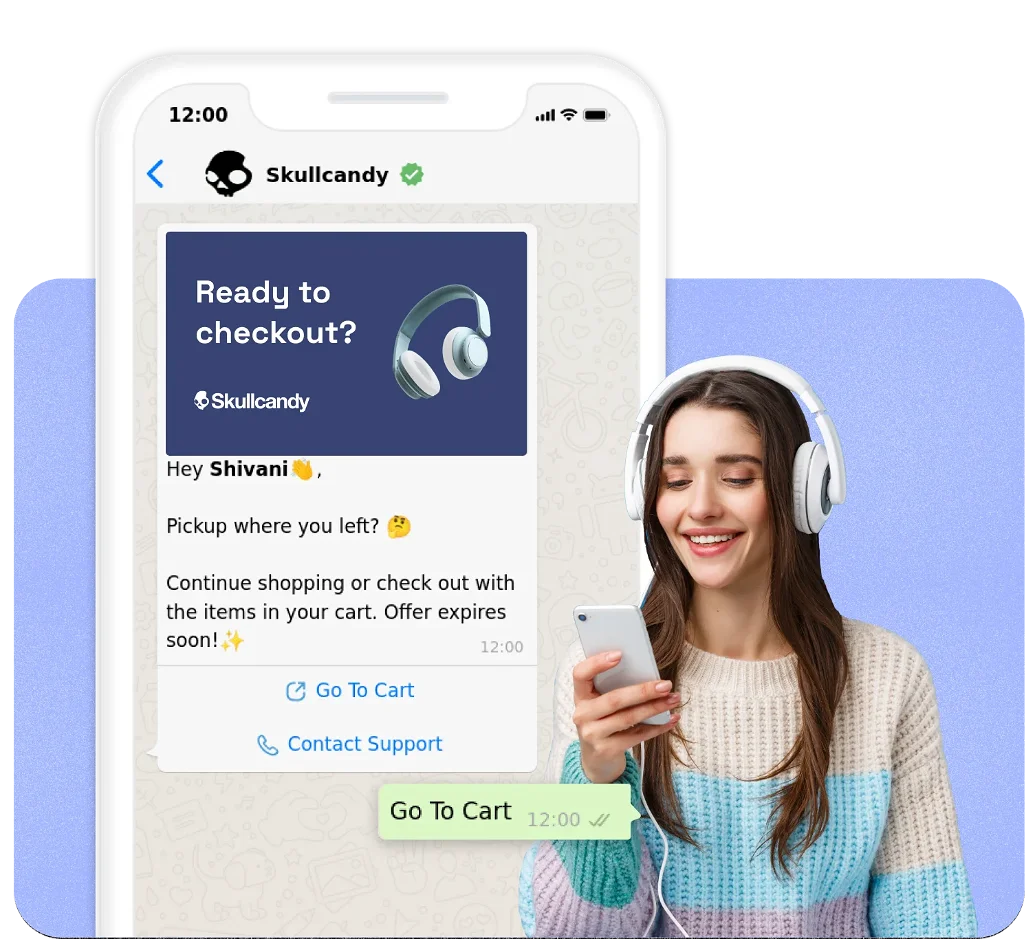 12:00
Skullcandy
Ready to
checkout?
Skullcandy
Hey Shivani👋,
Pickup where you left? 🤔
Continue shopping or check out with
the items in your cart. Offer expires
soon!✨
12:00
Go To Cart
Contact Support
Go To Cart 12:00